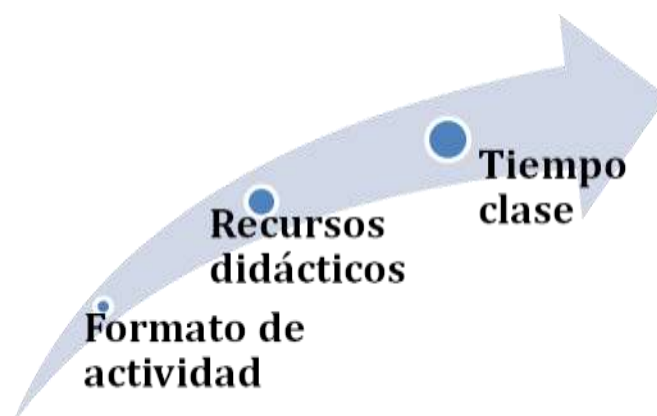 Tiempo
clase
Recursos
didácticos
Formato de
actividad